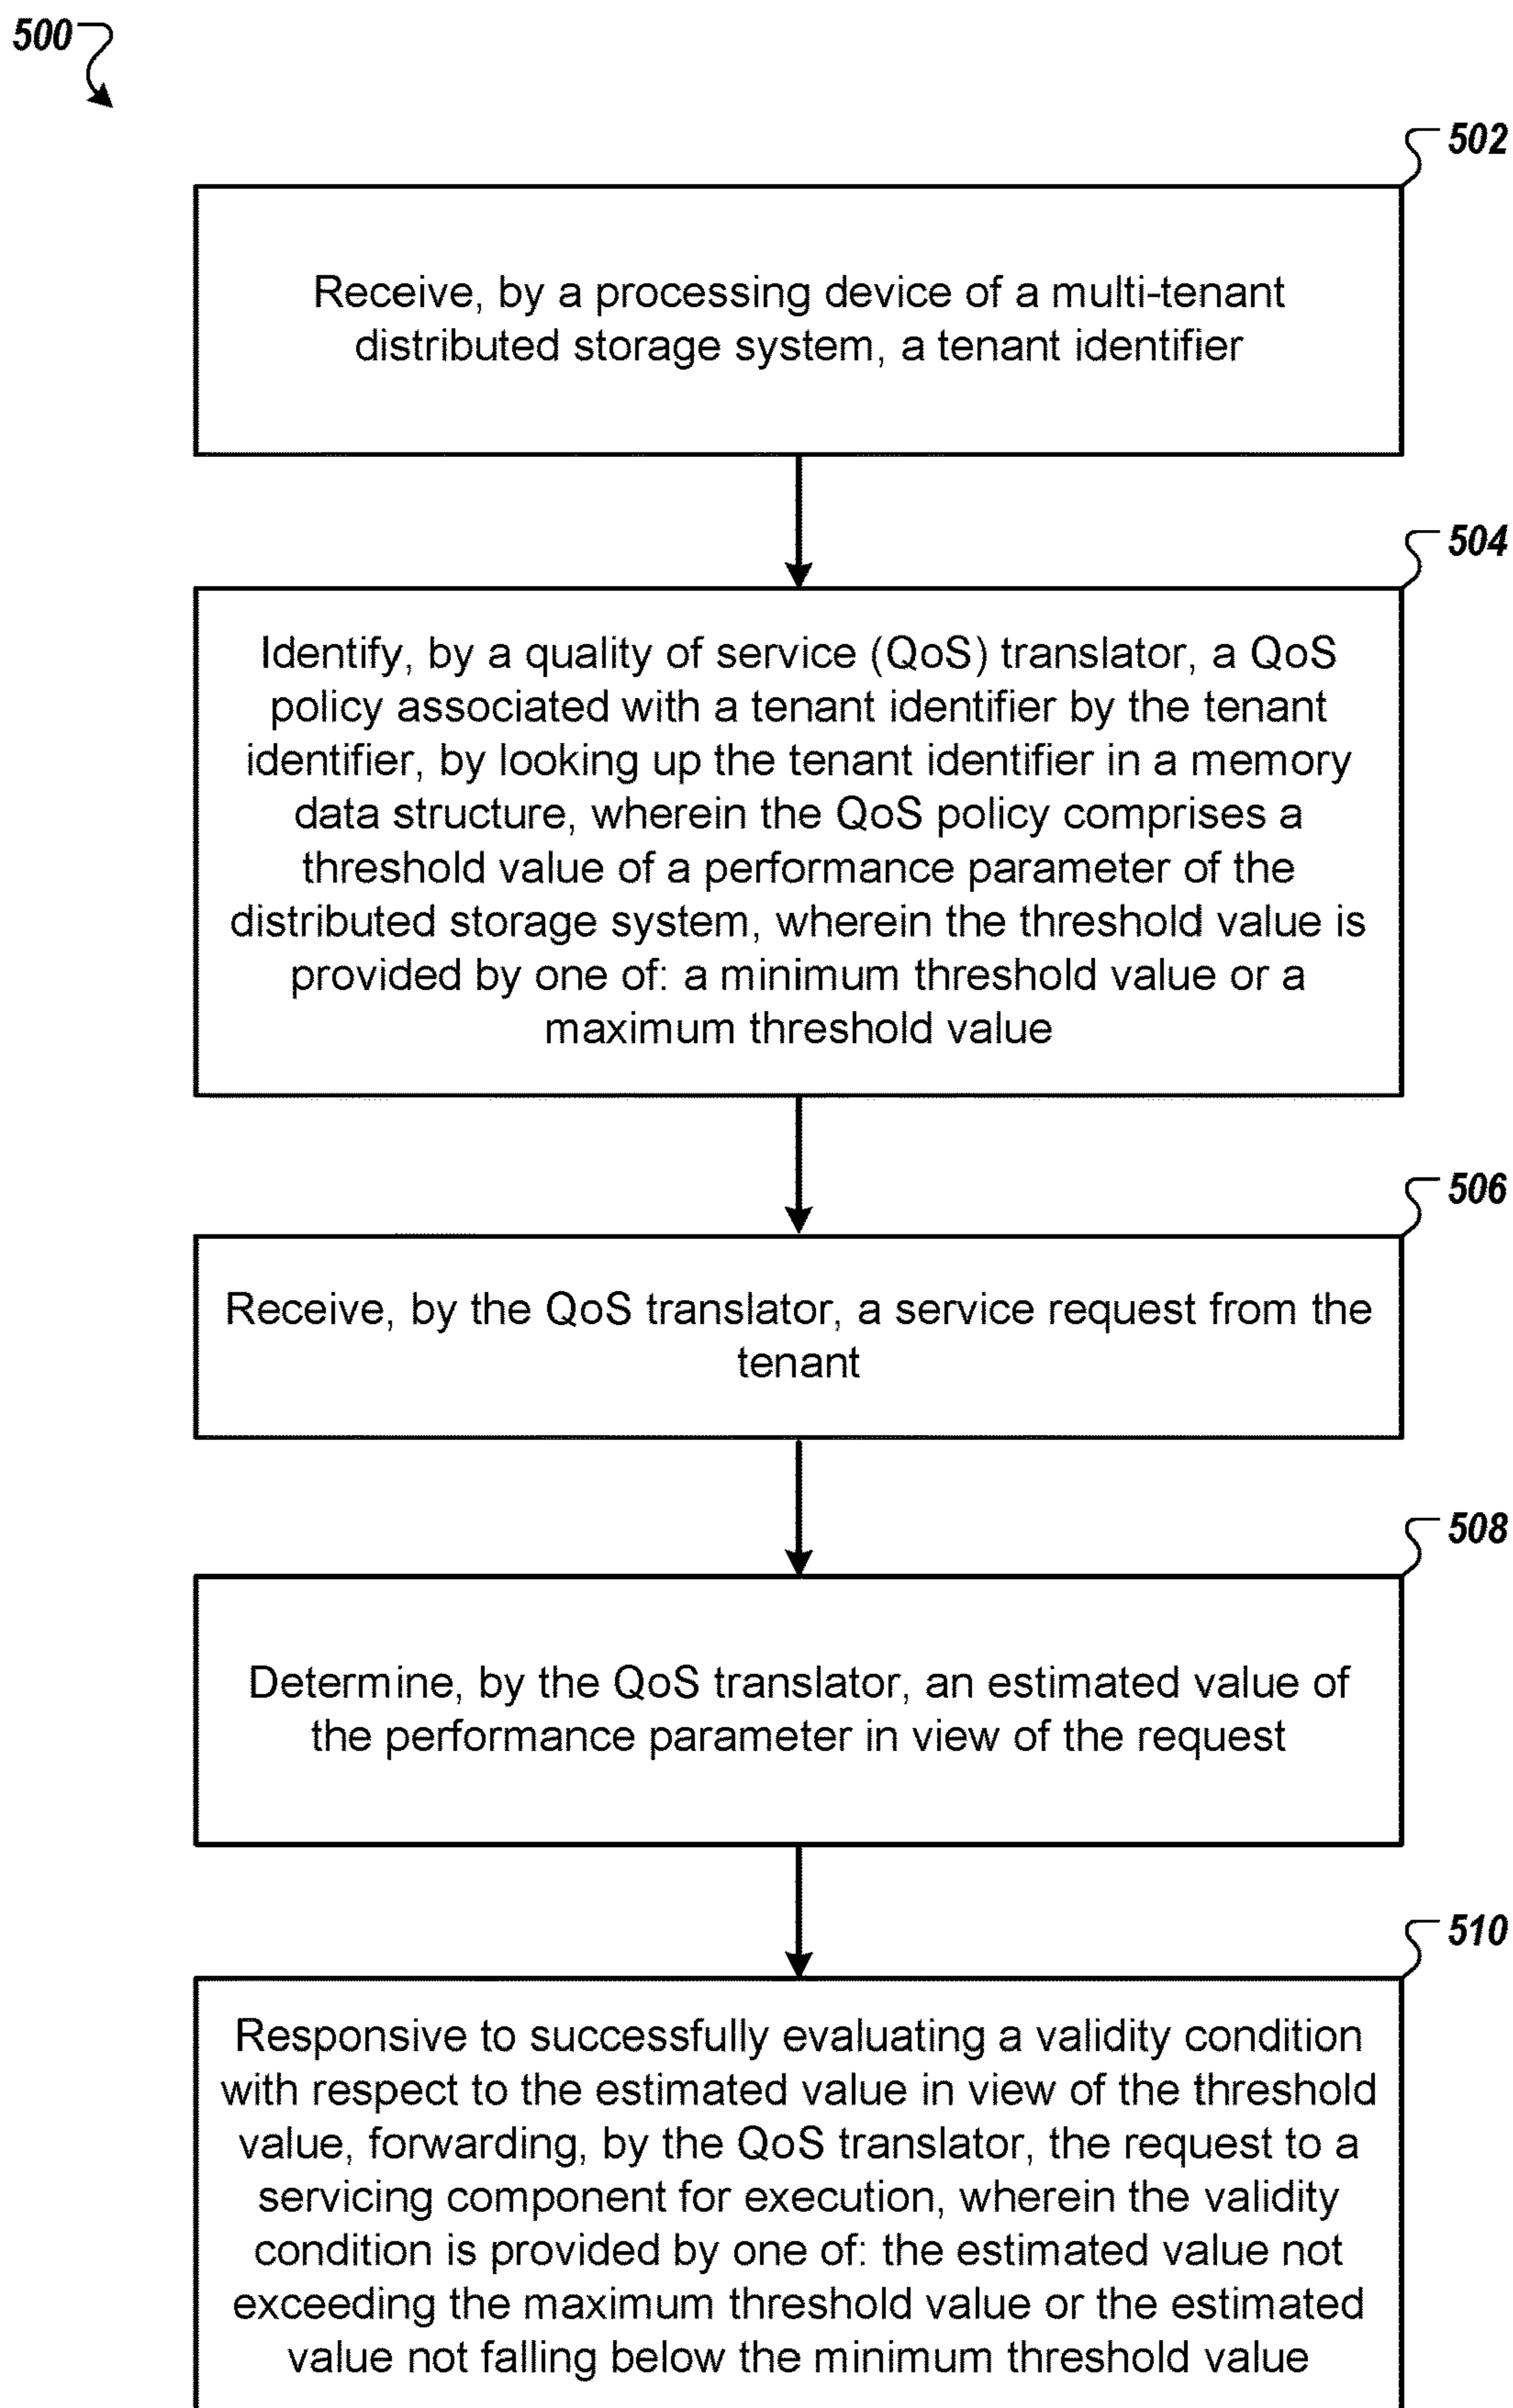 500
502
Receive, by a processing device of a multi-tenant
distributed storage system, a tenant identifier
504
Identify, by a quality of service (QoS) translator, a QoS
policy associated with a tenant identifier by the tenant
identifier, by looking up the tenant identifier in a memory
data structure, wherein the QoS policy comprises a
threshold value of a performance parameter of the
distributed storage system, wherein the threshold value is
provided by one of: a minimum threshold value or a
maximum threshold value
506
Receive, by the QoS translator, a service request from the
tenant
508
Determine, by the QoS translator, an estimated value of
the performance parameter in view of the request
510
Responsive to successfully evaluating a validity condition
with respect to the estimated value in view of the threshold
value, forwarding, by the QoS translator, the request to a
servicing component for execution, wherein the validity
condition is provided by one of: the estimated value not
exceeding the maximum threshold value or the estimated
value not falling below the minimum threshold value